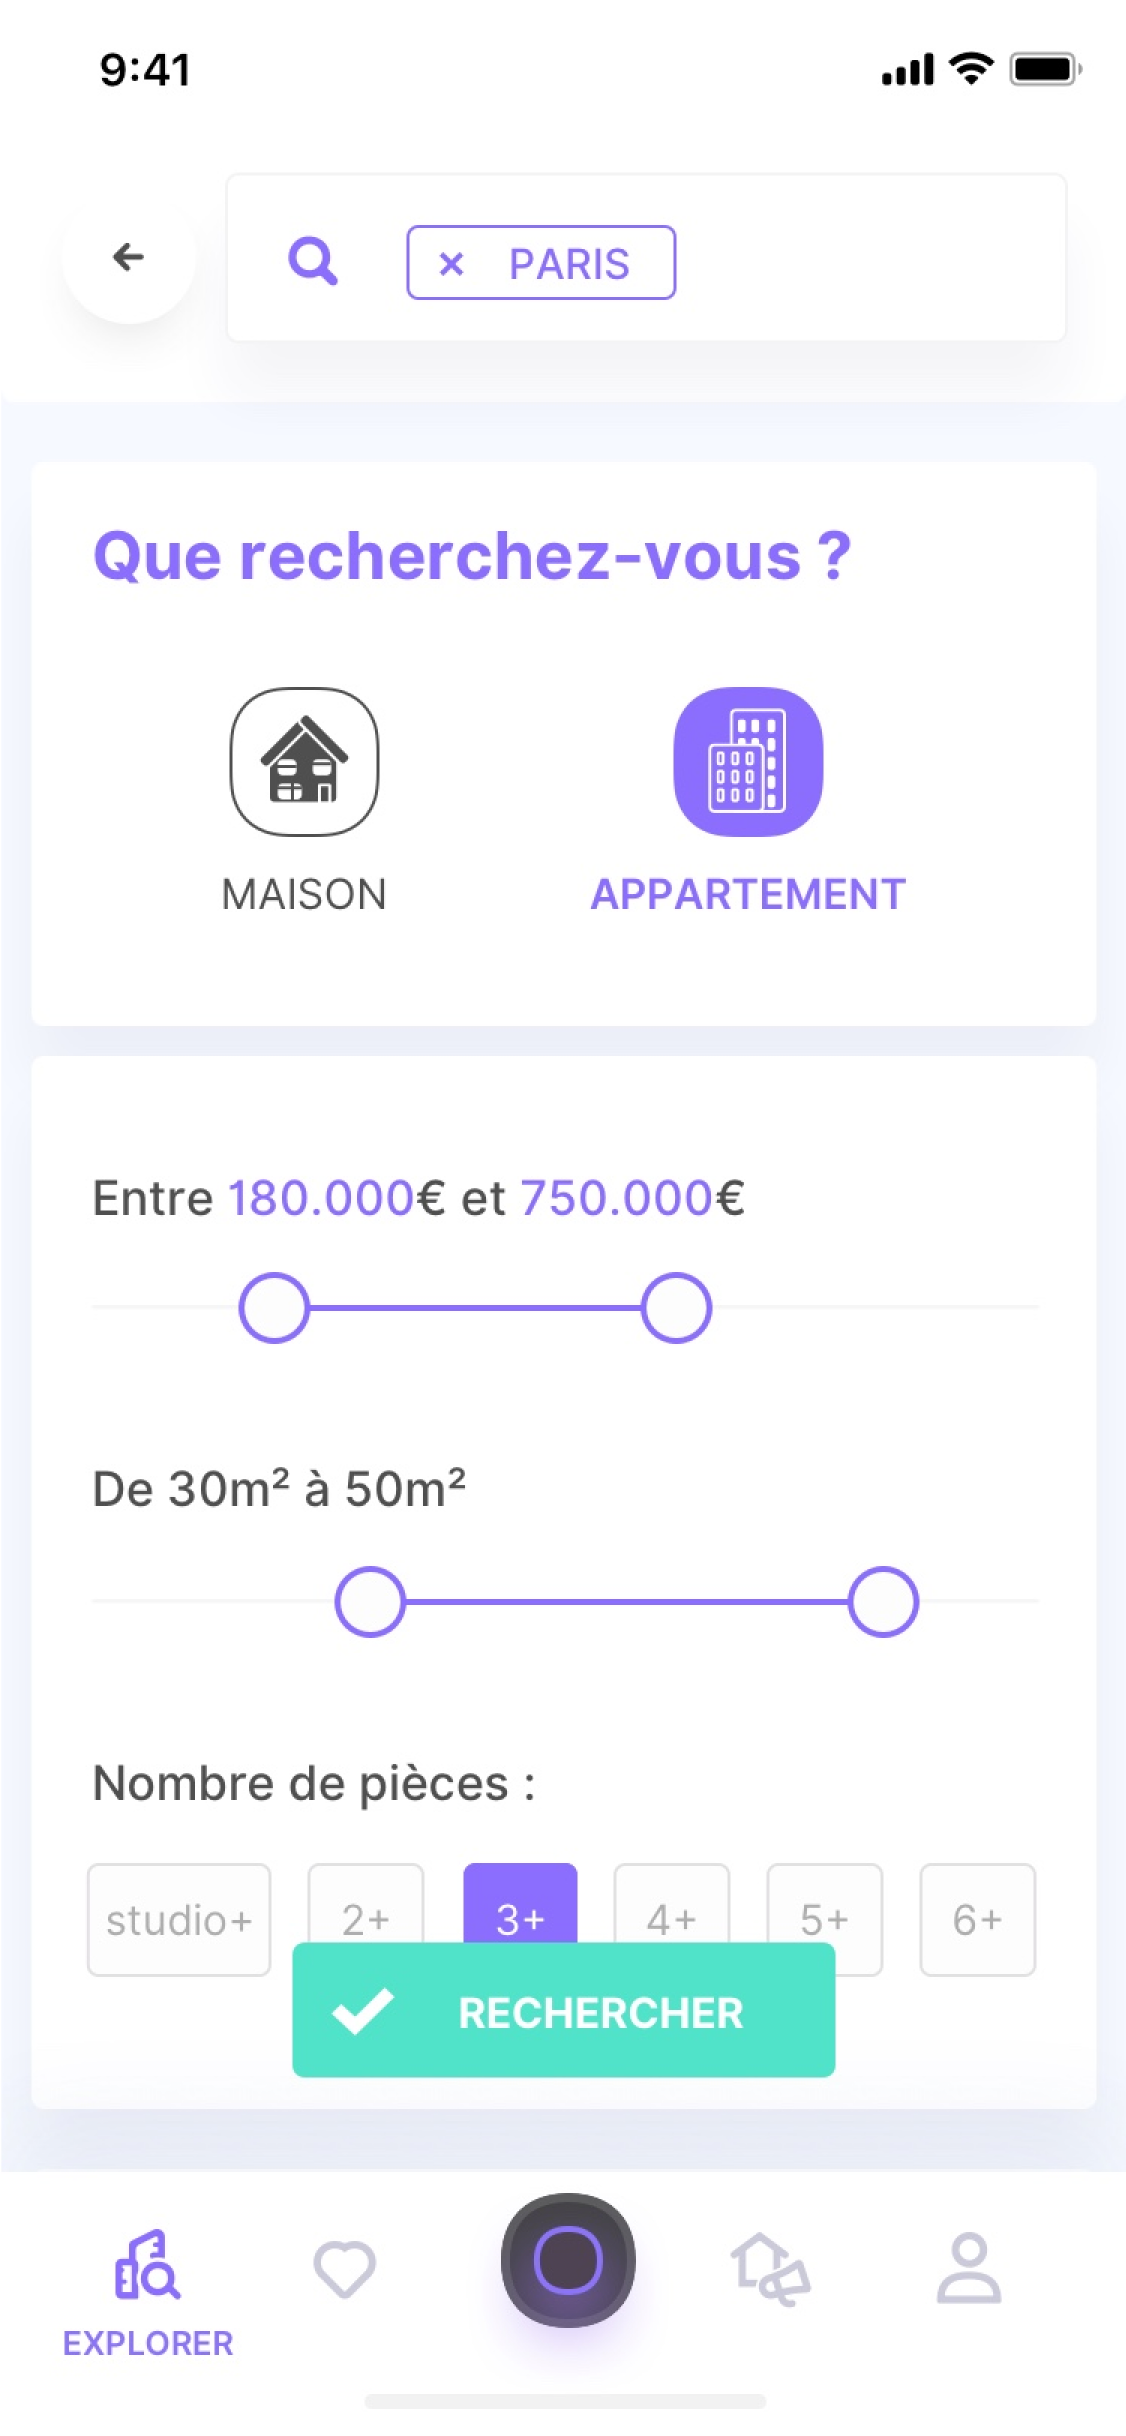 9:41
PARIS
Que recherchez-vous ?
MAISON
APPARTEMENT
Entre 180.000€ et 750.000€
De 30m² à 50m²
Nombre de pièces :
studio+ 2+ 3+ 4+ 5+ 6+
RECHERCHER
EXPLORER